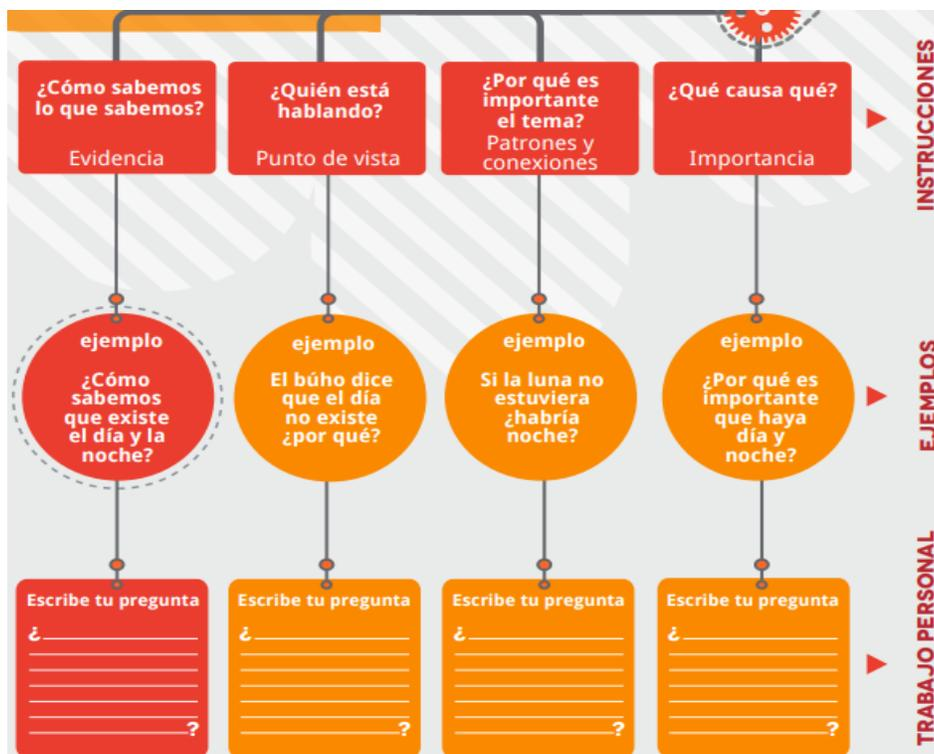 ¿Cómo sabemos
lo que sabemos?
Evidencia
¿Quién está
hablando?
Punto de vista
¿Por qué es
importante
el tema?
Patrones y
conexiones
¿Qué causa qué?
Importancia
INSTRUCCIONES
ejemplo
¿Cómo
sabemos
que existe
el día y la
noche?
ejemplo
El búho dice
que el día
no existe
¿por qué?
ejemplo
Si la luna no
estuviera
¿habría
noche?
ejemplo
¿Por qué es
importante
que haya
día y
noche?
EJEMPLOS
Escribe tu pregunta
¿
?
Escribe tu pregunta
¿
?
Escribe tu pregunta
¿
?
Escribe tu pregunta
¿
?
TRABAJO PERSONAL